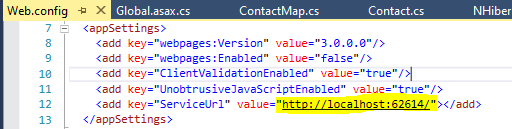 Web.config Global.asax.cs ContactMap.cs Contact.cs NHiber
7 <appSettings>
8 <add key="webpages:Version" value="3.0.0.0"/>
9 <add key="webpages:Enabled" value="false"/>
10 <add key="ClientValidationEnabled" value="true"/>
11 <add key="UnobtrusiveJavaScriptEnabled" value="true"/>
12 <add key="ServiceUrl" value="http://localhost:62614/"></add>
13 </appSettings>